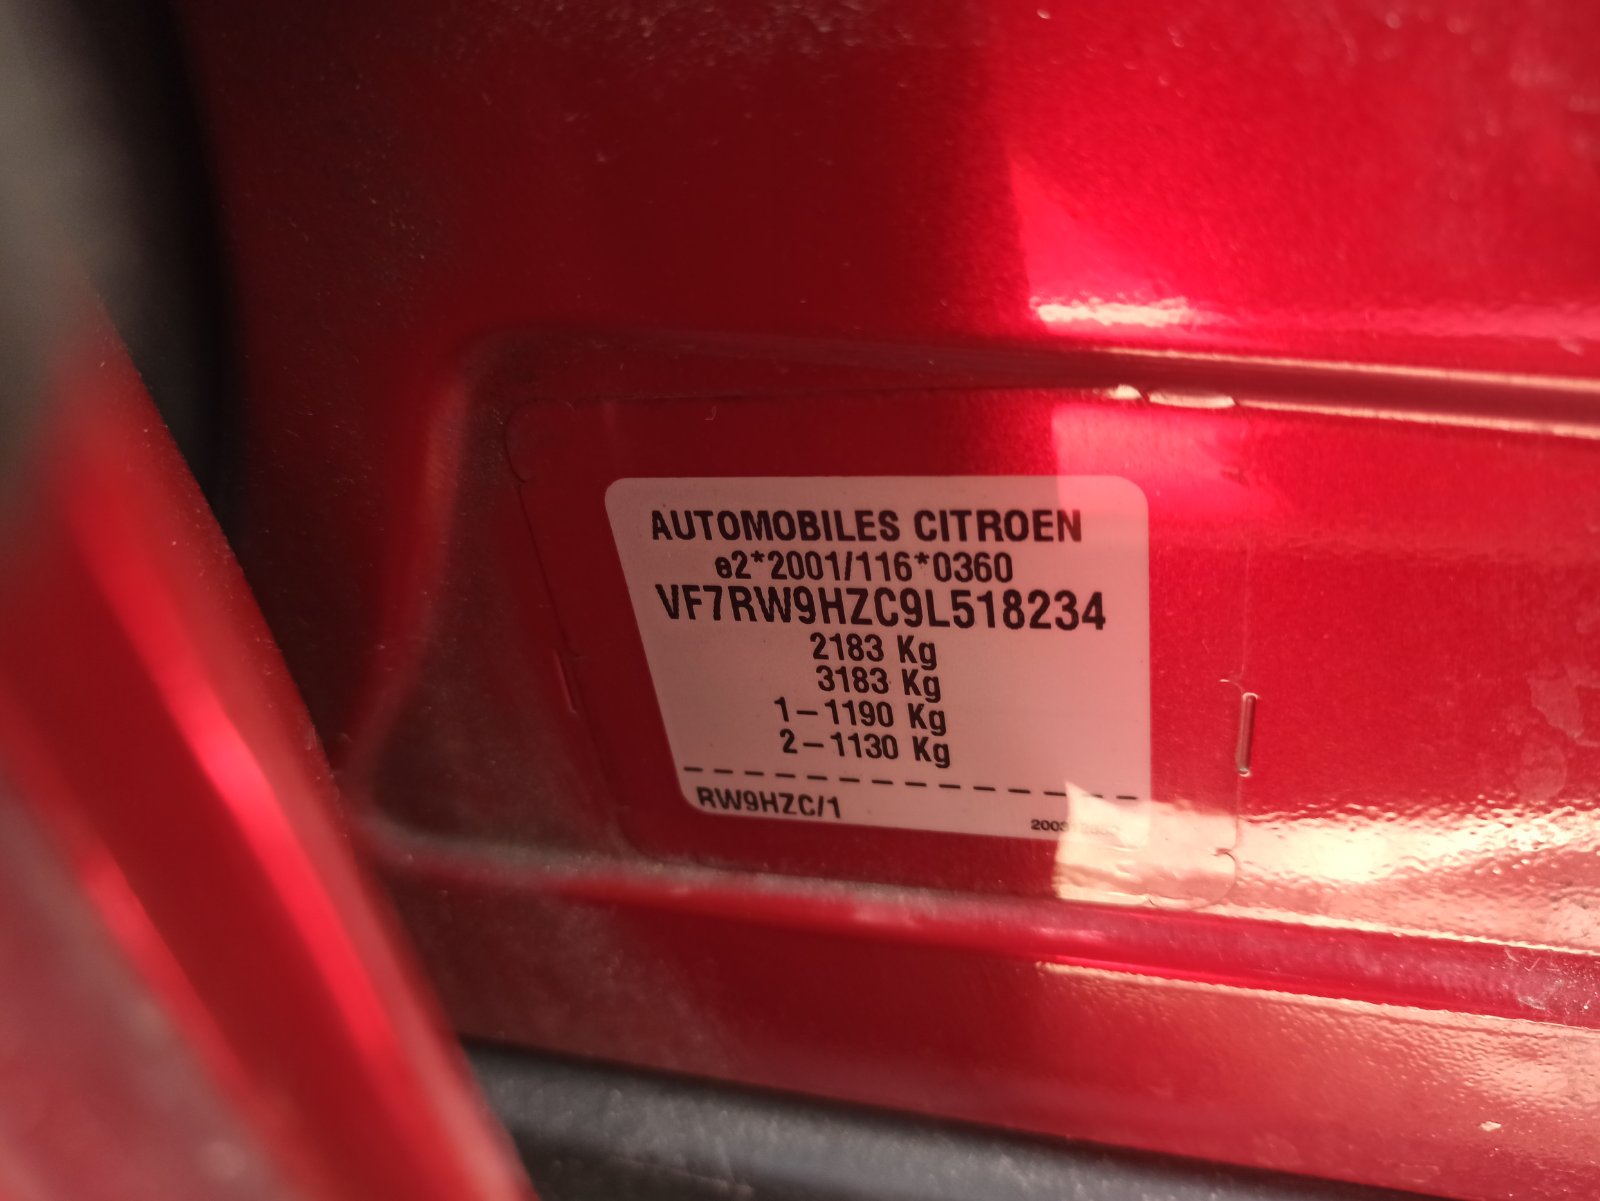 AUTOMOBILES CITROEN
e2*2001/116*0360
VF7RW9HZC9L518234
2183 Kg
3183 Kg
1-1190 Kg
2-1130 Kg
RW9HZC/1